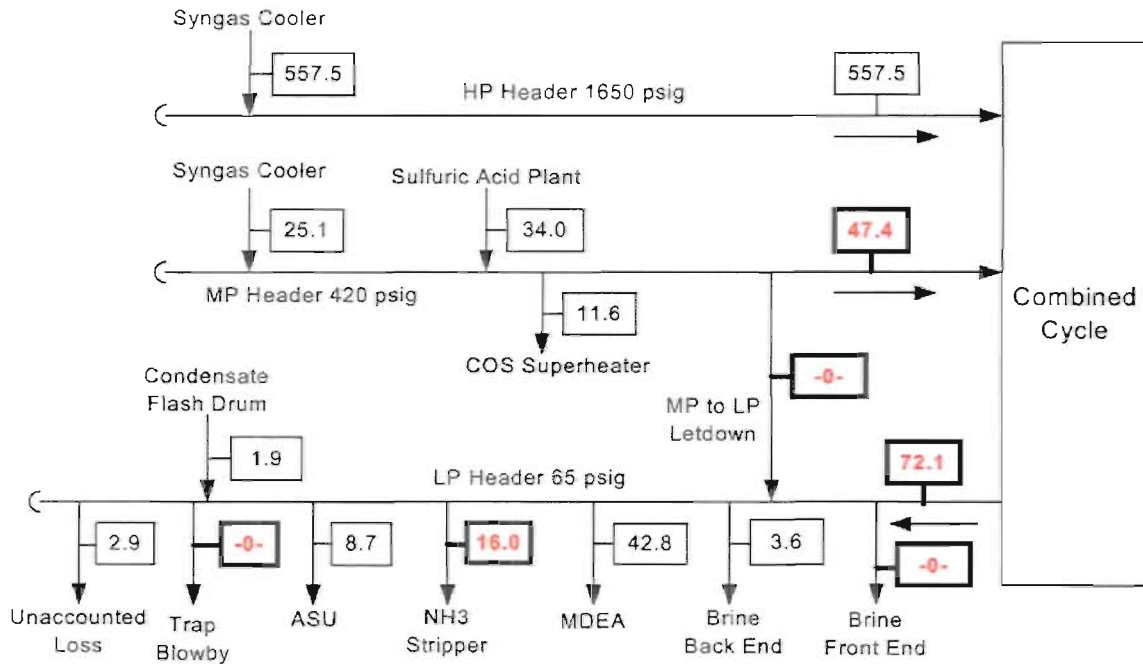 Syngas Cooler
557.5
HP Header 1650 psig
557.5
Syngas Cooler
Sulfuric Acid Plant
25.1
34.0
47.4
MP Header 420 psig
11.6
COS Superheater
Combined
Cycle
Condensate
Flash Drum
MP to LP
Letdown
-0-
1.9
LP Header 65 psig
72.1
2.9
-0-
8.7
16.0
42.8
3.6
-0-
Unaccounted
Loss
Trap
Blowby
ASU
NH3
Stripper
MDEA
Brine
Back End
Brine
Front End